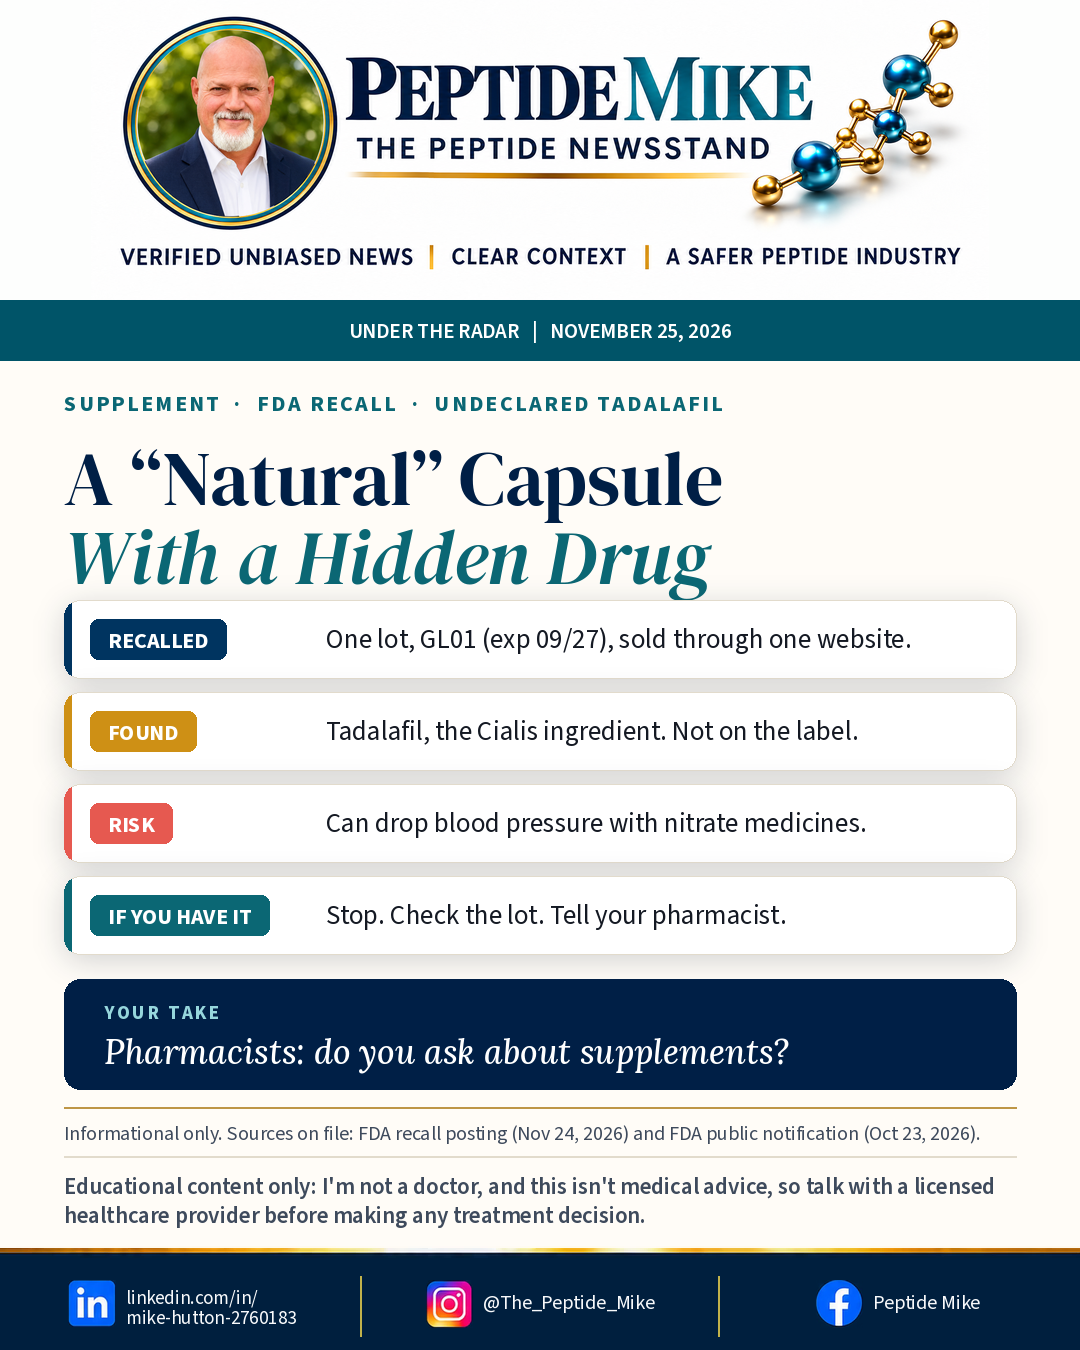 PEPTIDEMIKE
THE PEPTIDE NEWSSTAND
VERIFIED UNBIASED NEWS | CLEAR CONTEXT | A SAFER PEPTIDE INDUSTRY
UNDER THE RADAR | NOVEMBER 25, 2026
SUPPLEMENT · FDA RECALL · UNDECLARED TADALAFIL
A “Natural” Capsule
With a Hidden Drug
RECALLED One lot, GL01 (exp 09/27), sold through one website.
FOUND Tadalafil, the Cialis ingredient. Not on the label.
RISK Can drop blood pressure with nitrate medicines.
IF YOU HAVE IT Stop. Check the lot. Tell your pharmacist.
YOUR TAKE
Pharmacists: do you ask about supplements?
Informational only. Sources on file: FDA recall posting (Nov 24, 2026) and FDA public notification (Oct 23, 2026).
Educational content only: I'm not a doctor, and this isn't medical advice, so talk with a licensed
healthcare provider before making any treatment decision.
in linkedin.com/in/
mike-hutton-2760183
@The_Peptide_Mike
Peptide Mike